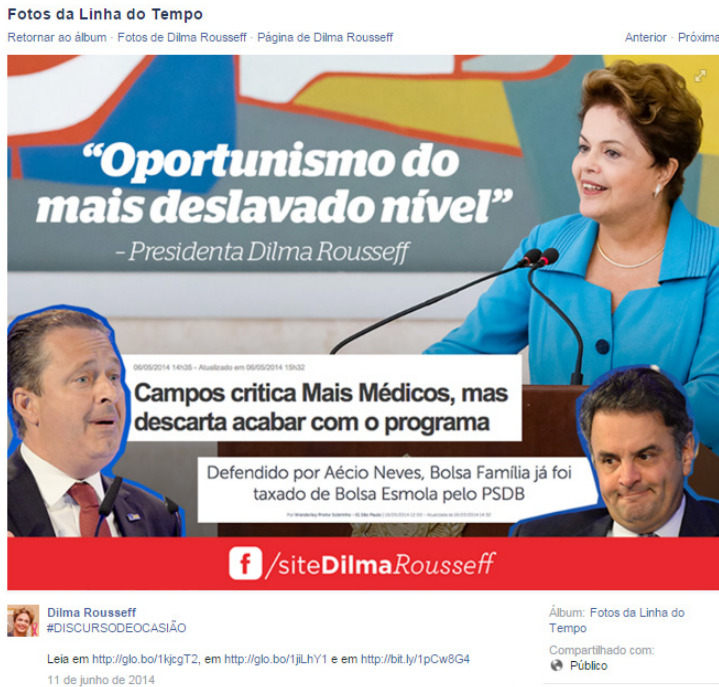 Fotos da Linha do Tempo
Retornar ao álbum · Fotos de Dilma Rousseff · Página de Dilma Rousseff
Anterior · Próxima
“Oportunismo do
mais deslavado nível”
– Presidenta Dilma Rousseff
06/05/2014 14h35 - Atualizado em 06/05/2014 15h32
Campos critica Mais Médicos, mas
descarta acabar com o programa
Defendido por Aécio Neves, Bolsa Família já foi
taxado de Bolsa Esmola pelo PSDB
f /siteDilmaRousseff
Dilma Rousseff
#DISCURSODEOCASIÃO
Leia em http://glo.bo/1kjcgT2, em http://glo.bo/1jiLhY1 e em http://bit.ly/1pCw8G4
11 de junho de 2014
Álbum: Fotos da Linha do
Tempo
Compartilhado com:
Público